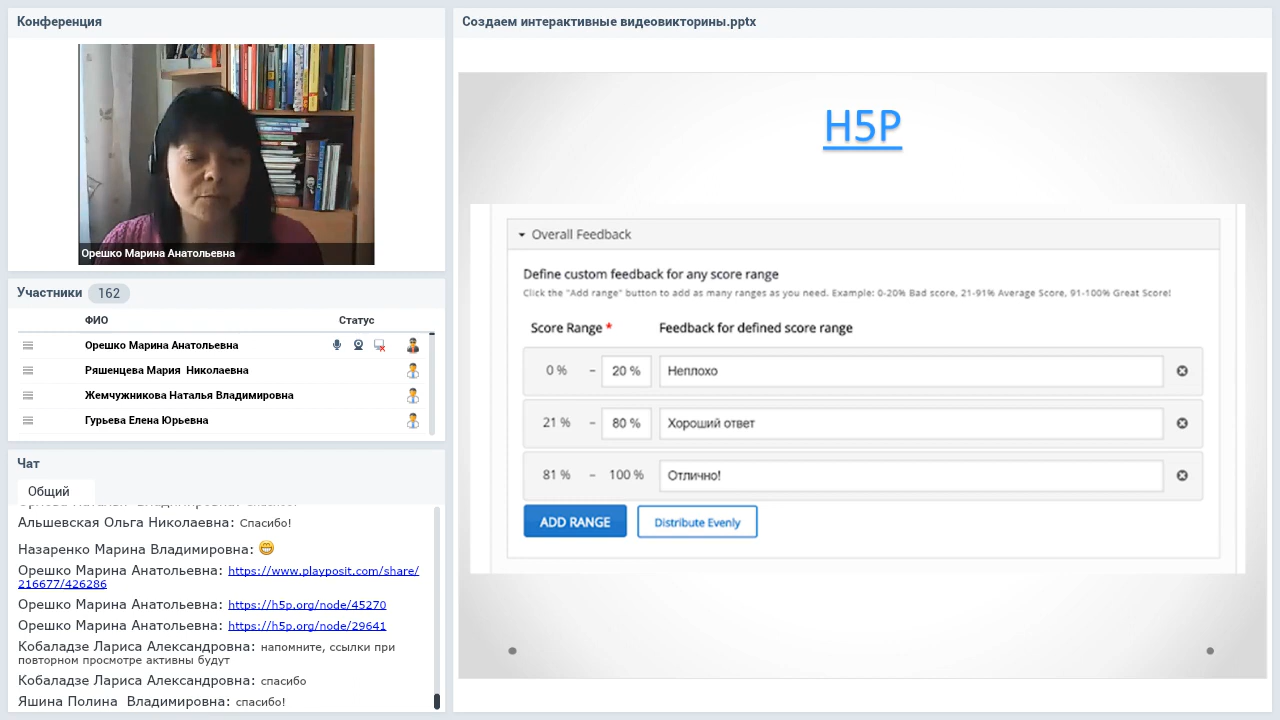 Конференция
Орешко Марина Анатольевна
Участники 162
ФИО Статус
Орешко Марина Анатольевна
Ряшенцева Мария Николаевна
Жемчужникова Наталья Владимировна
Гурьева Елена Юрьевна
Чат
Общий
Альшевская Ольга Николаевна: Спасибо!
Назаренко Марина Владимировна: 😁
Орешко Марина Анатольевна: https://www.playposit.com/share/
216677/426286
Орешко Марина Анатольевна: https://h5p.org/node/45270
Орешко Марина Анатольевна: https://h5p.org/node/29641
Кобаладзе Лариса Александровна: напомните, ссылки при
повторном просмотре активны будут
Кобаладзе Лариса Александровна: спасибо
Яшина Полина Владимировна: спасибо!
Создаем интерактивные видеовикторины.pptx
H5P
Overall Feedback
Define custom feedback for any score range
Click the "Add range" button to add as many ranges as you need. Example: 0-20% Bad score, 21-91% Average Score, 91-100% Great Score!
Score Range * Feedback for defined score range
0 % – 20 % Неплохо
21 % – 80 % Хороший ответ
81 % – 100 % Отлично!
ADD RANGE Distribute Evenly